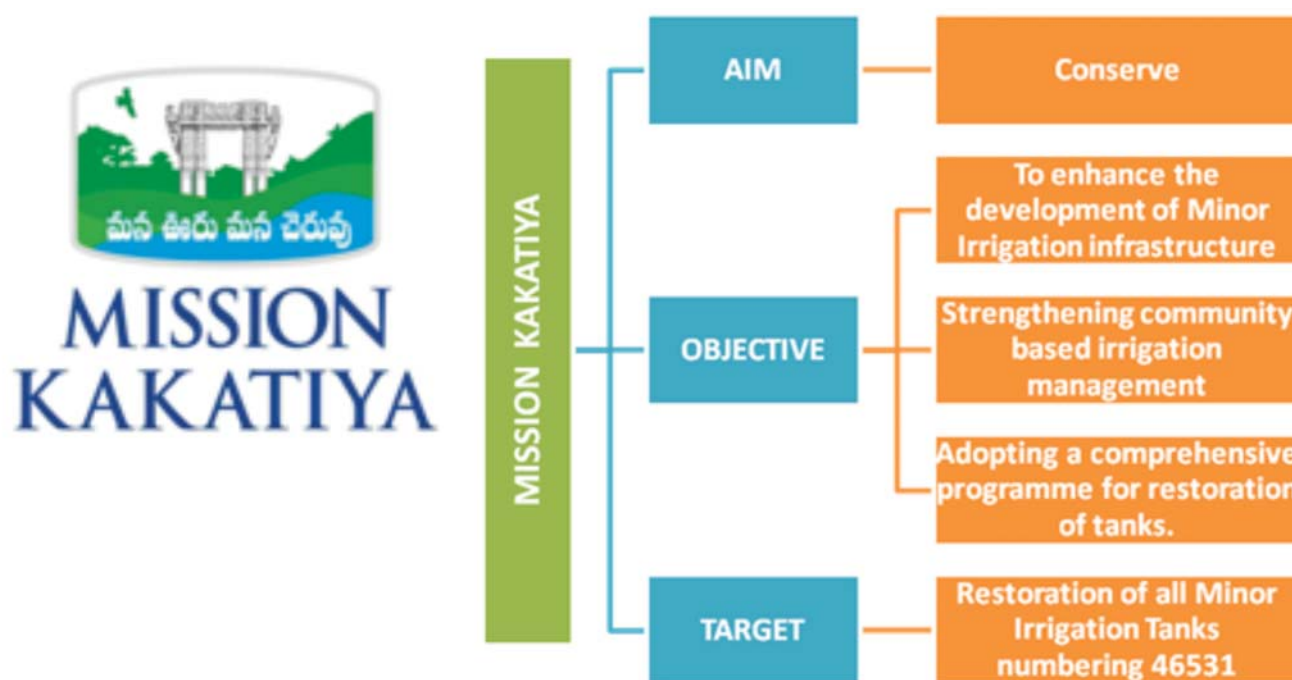 మన ఊరు మన చెరువు
MISSION
KAKATIYA
MISSION KAKATIYA
AIM
Conserve
OBJECTIVE
To enhance the
development of Minor
Irrigation infrastructure
Strengthening community
based irrigation
management
Adopting a comprehensive
programme for restoration
of tanks.
TARGET
Restoration of all Minor
Irrigation Tanks
numbering 46531